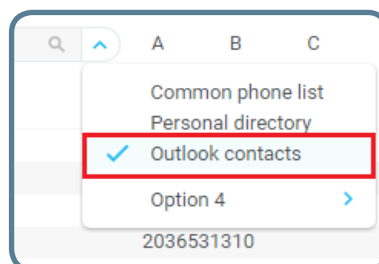 A B C
Common phone list
Personal directory
Outlook contacts
Option 4
2036531310